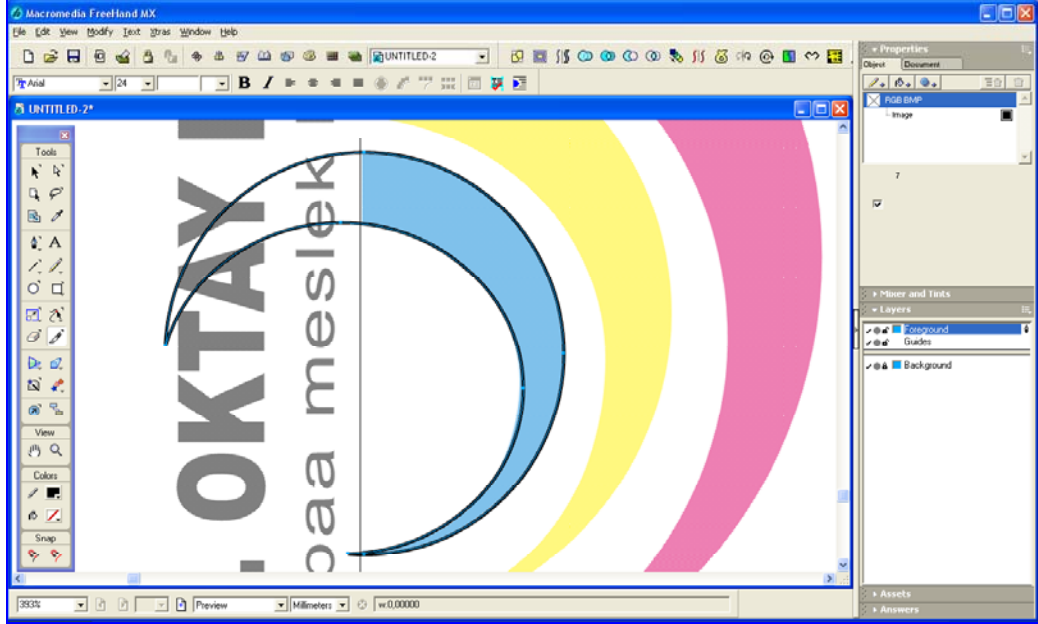 Macromedia FreeHand MX
File Edit View Modify Text Xtras Window Help
UNTITLED-2
Arial 24 B I
UNTITLED-2*
Tools
View
Colors
Snap
OKTAY
baa meslek
393% Preview Millimeters w:0,00000
Properties
Object Document
RGB BMP
Image
7
Mixer and Tints
Layers
Foreground
Guides
Background
Assets
Answers